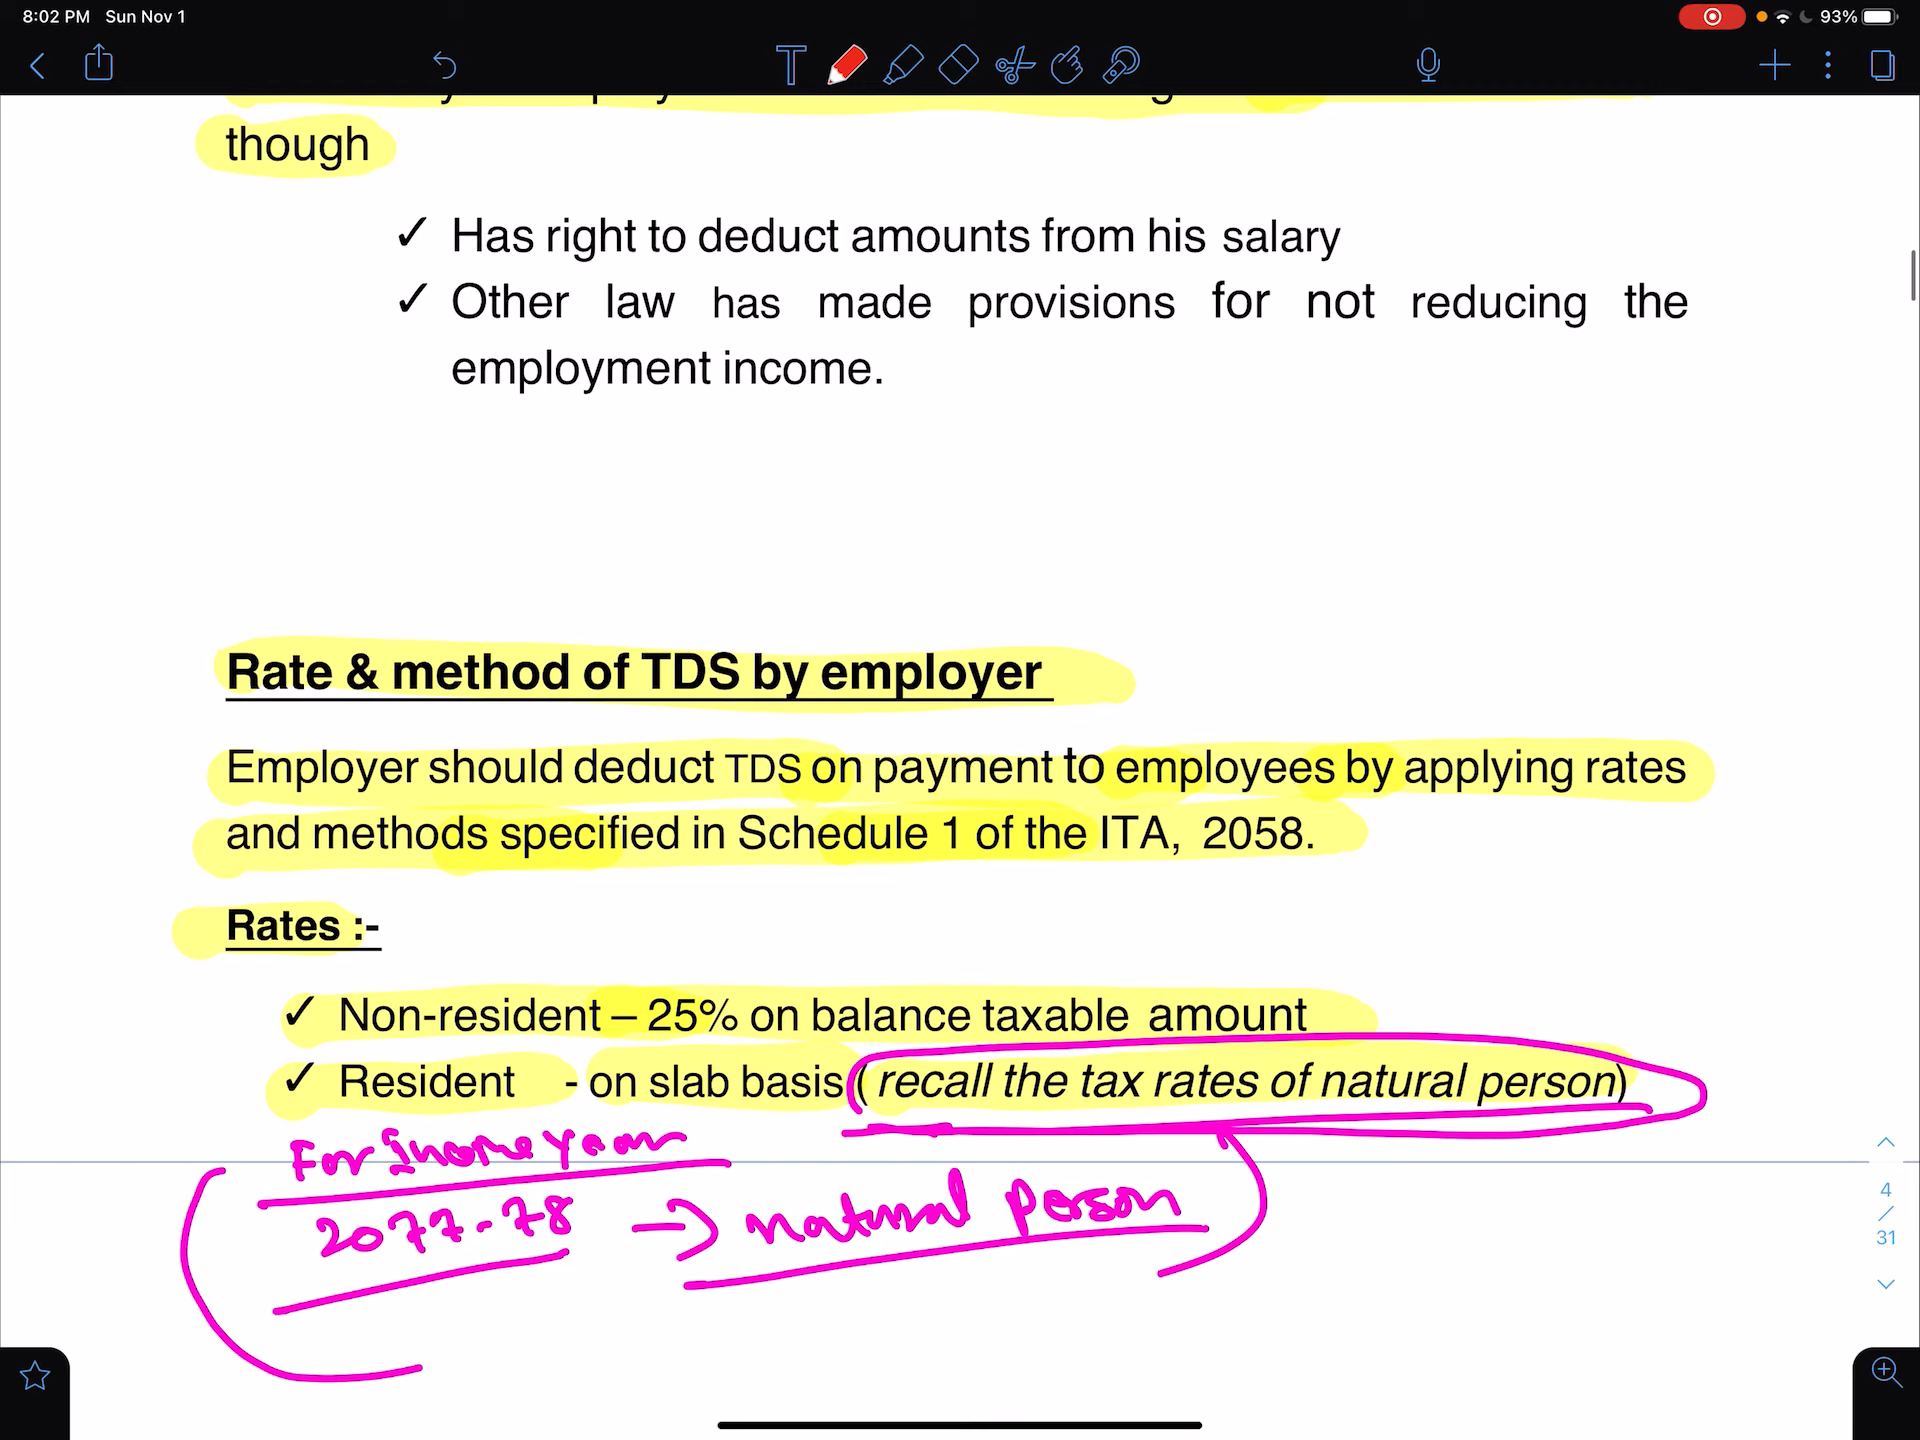 8:02 PM Sun Nov 1
93%
though
✓ Has right to deduct amounts from his salary
✓ Other law has made provisions for not reducing the
employment income.
Rate & method of TDS by employer
Employer should deduct TDS on payment to employees by applying rates
and methods specified in Schedule 1 of the ITA, 2058.
Rates :-
✓ Non-resident – 25% on balance taxable amount
✓ Resident - on slab basis ( recall the tax rates of natural person)
For Income Year
2077-78 → natural person
4
/
31